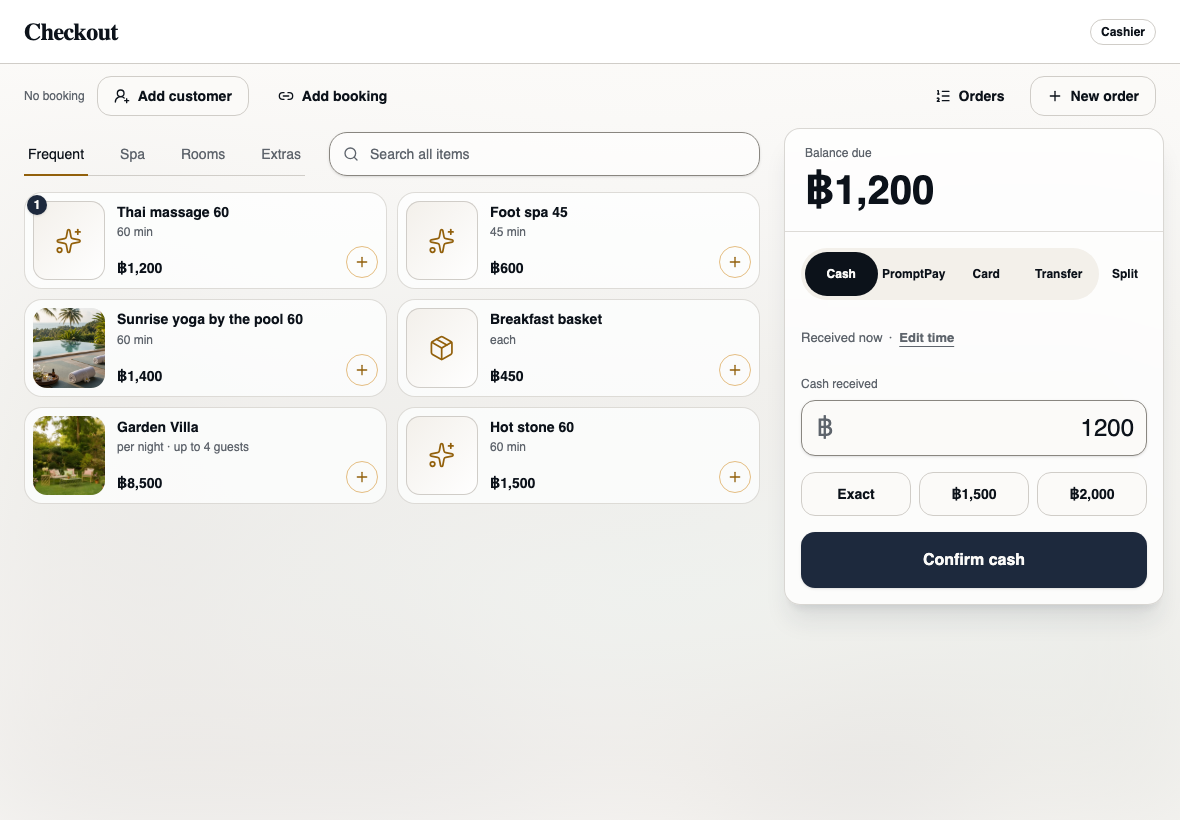 Checkout
Cashier
No booking
Add customer
Add booking
Orders
New order
Frequent
Spa
Rooms
Extras
Search all items
1
Thai massage 60
60 min
฿1,200
Foot spa 45
45 min
฿600
Sunrise yoga by the pool 60
60 min
฿1,400
Breakfast basket
each
฿450
Garden Villa
per night · up to 4 guests
฿8,500
Hot stone 60
60 min
฿1,500
Balance due
฿1,200
Cash
PromptPay
Card
Transfer
Split
Received now · Edit time
Cash received
฿ 1200
Exact
฿1,500
฿2,000
Confirm cash